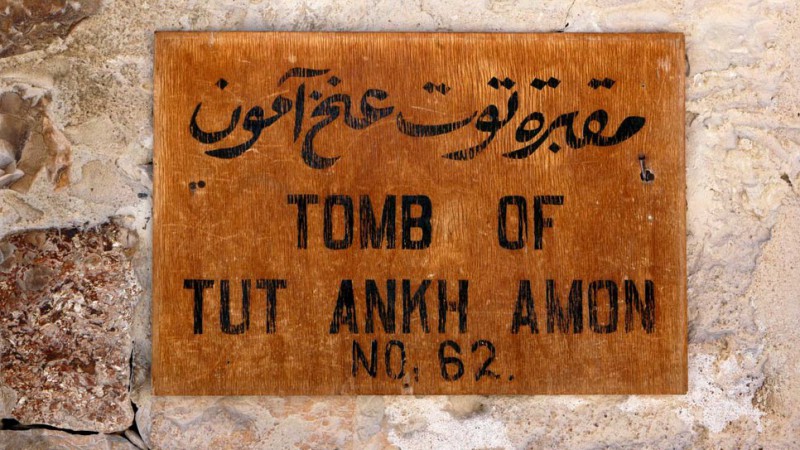 مقبرة توت عنخ آمون
TOMB OF
TUT ANKH AMON
NO. 62.